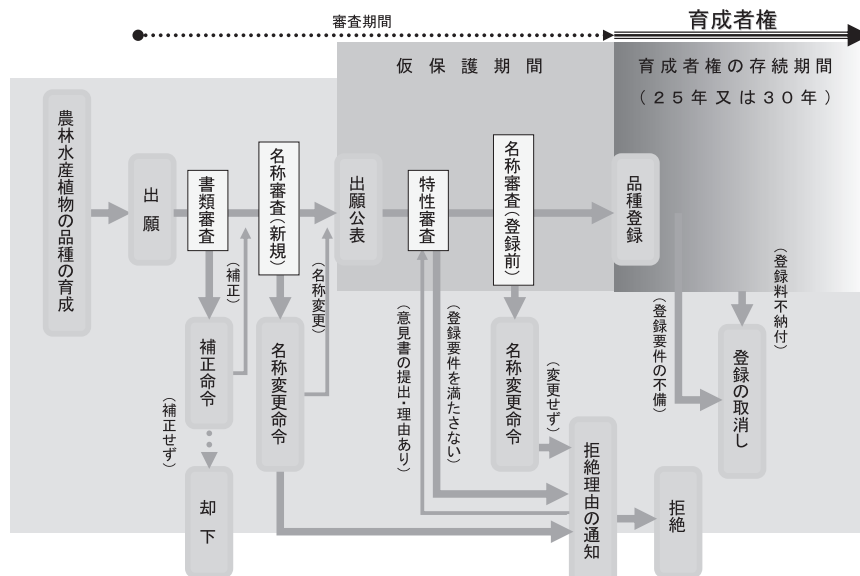 審査期間
育成者権
仮保護期間
育成者権の存続期間
（25年又は30年）
農林水産植物の品種の育成
出願
書類審査
名称審査（新規）
出願公表
特性審査
名称審査（登録前）
品種登録
（補正）
（名称変更）
（意見書の提出・理由あり）
（登録要件を満たさない）
（変更せず）
（登録要件の不備）
（登録料不納付）
補正命令
名称変更命令
名称変更命令
登録の取消し
（補正せず）
却下
拒絶理由の通知
拒絶